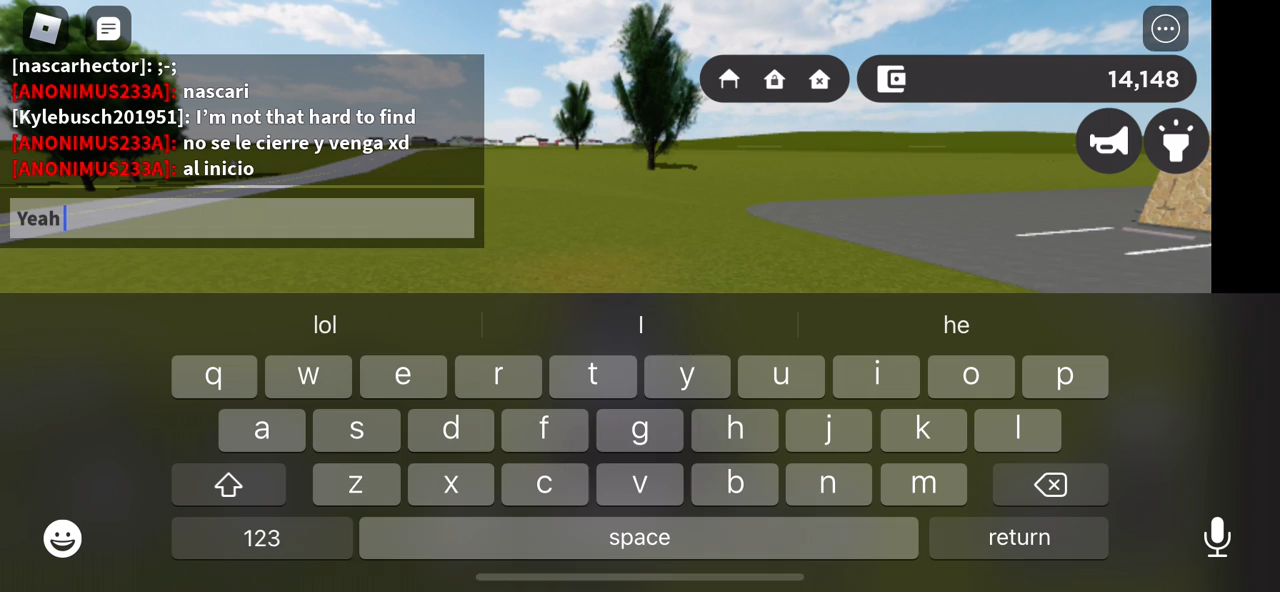 [nascarhector]: ;-;
[ANONIMUS233A]: nascari
[Kylebusch201951]: I'm not that hard to find
[ANONIMUS233A]: no se le cierre y venga xd
[ANONIMUS233A]: al inicio
14,148
Yeah
lol I he
q w e r t y u i o p
a s d f g h j k l
z x c v b n m
123 space return